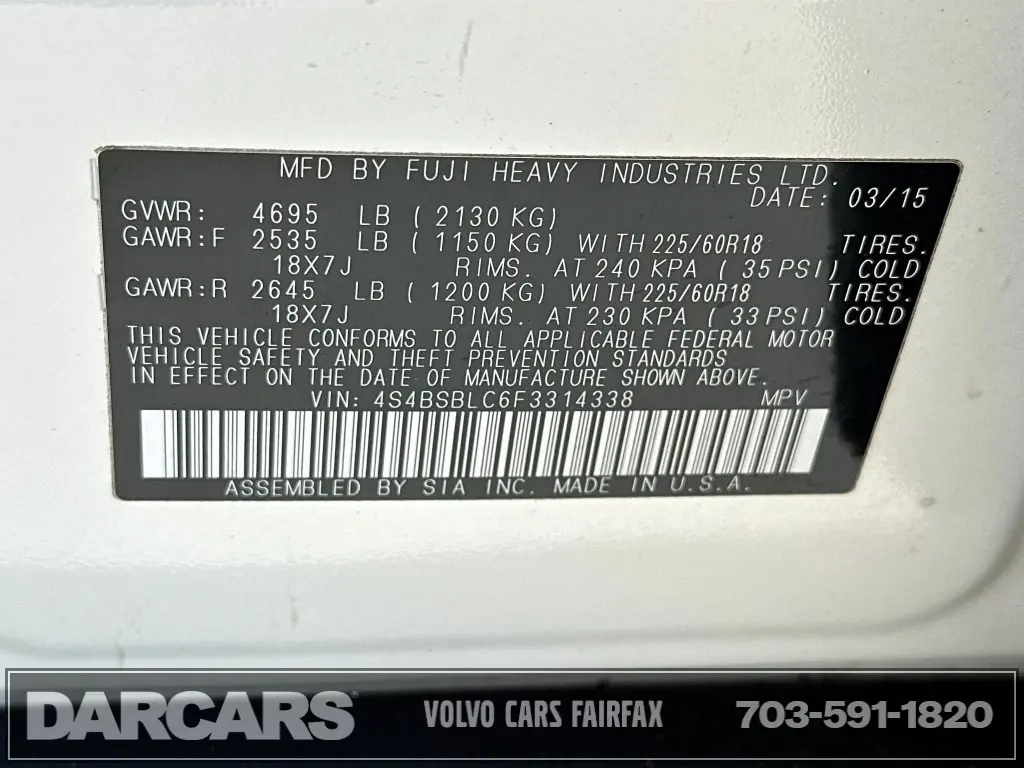 MFD BY FUJI HEAVY INDUSTRIES LTD.
DATE: 03/15
GVWR: 4695 LB ( 2130 KG)
GAWR:F 2535 LB ( 1150 KG) WITH 225/60R18 TIRES.
18X7J RIMS. AT 240 KPA ( 35 PSI) COLD
GAWR:R 2645 LB ( 1200 KG) WITH 225/60R18 TIRES.
18X7J RIMS. AT 230 KPA ( 33 PSI) COLD
THIS VEHICLE CONFORMS TO ALL APPLICABLE FEDERAL MOTOR
VEHICLE SAFETY AND THEFT PREVENTION STANDARDS
IN EFFECT ON THE DATE OF MANUFACTURE SHOWN ABOVE.
VIN: 4S4BSBLC6F3314338 MPV
ASSEMBLED BY SIA INC. MADE IN U.S.A.
DARCARS® VOLVO CARS FAIRFAX 703-591-1820